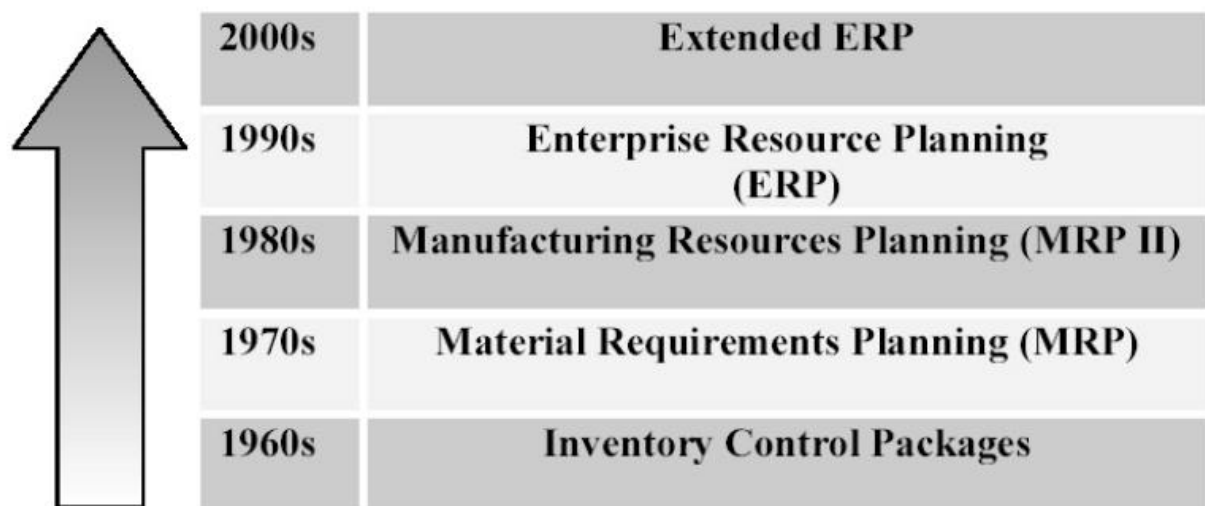 2000s Extended ERP
1990s Enterprise Resource Planning
(ERP)
1980s Manufacturing Resources Planning (MRP II)
1970s Material Requirements Planning (MRP)
1960s Inventory Control Packages